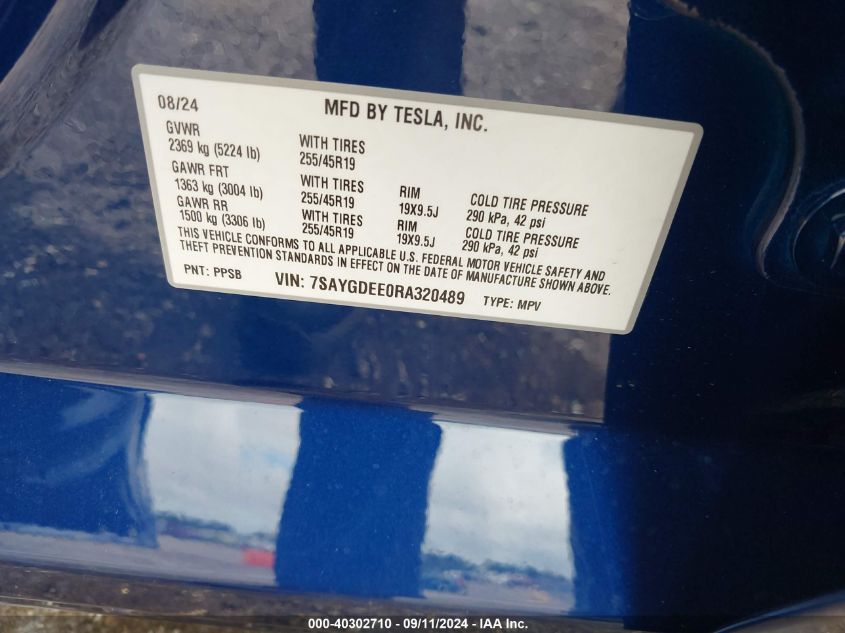 08/24 MFD BY TESLA, INC.
GVWR
2369 kg (5224 lb) WITH TIRES 255/45R19
GAWR FRT
1363 kg (3004 lb) WITH TIRES 255/45R19 RIM 19X9.5J COLD TIRE PRESSURE 290 kPa, 42 psi
GAWR RR
1500 kg (3306 lb) WITH TIRES 255/45R19 RIM 19X9.5J COLD TIRE PRESSURE 290 kPa, 42 psi
THIS VEHICLE CONFORMS TO ALL APPLICABLE U.S. FEDERAL MOTOR VEHICLE SAFETY AND
THEFT PREVENTION STANDARDS IN EFFECT ON THE DATE OF MANUFACTURE SHOWN ABOVE.
PNT: PPSB VIN: 7SAYGDEE0RA320489 TYPE: MPV
000-40302710 - 09/11/2024 - IAA Inc.